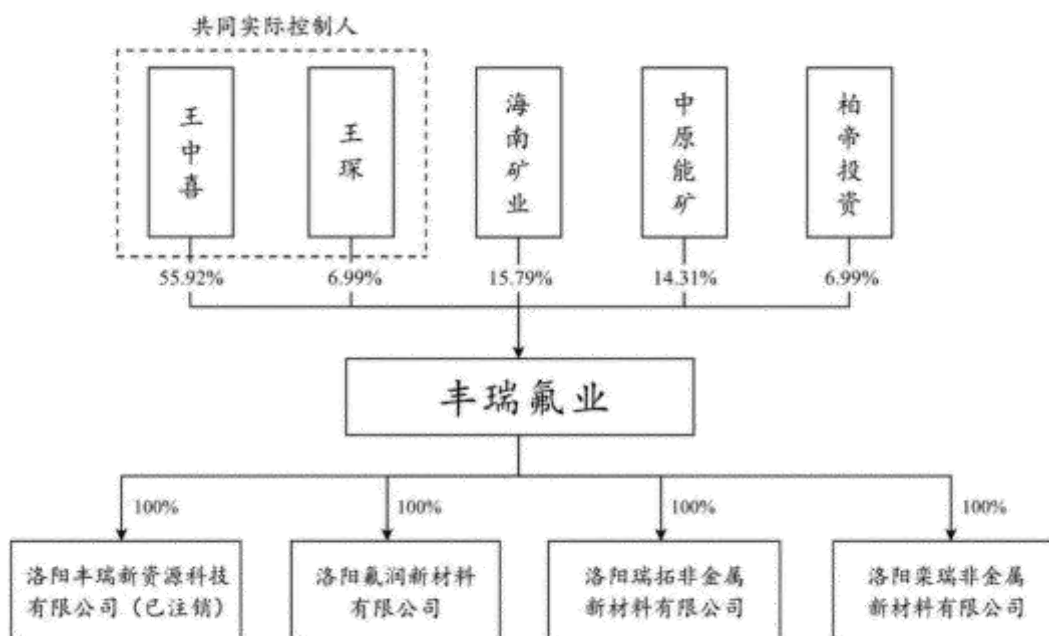 共同实际控制人
王中喜
王琛
海南矿业
中原能矿
柏帝投资
55.92%
6.99%
15.79%
14.31%
6.99%
丰瑞氟业
100%
100%
100%
100%
洛阳丰瑞新资源科技
有限公司（已注销）
洛阳氟润新材料
有限公司
洛阳瑞拓非金属
新材料有限公司
洛阳栾瑞非金属
新材料有限公司